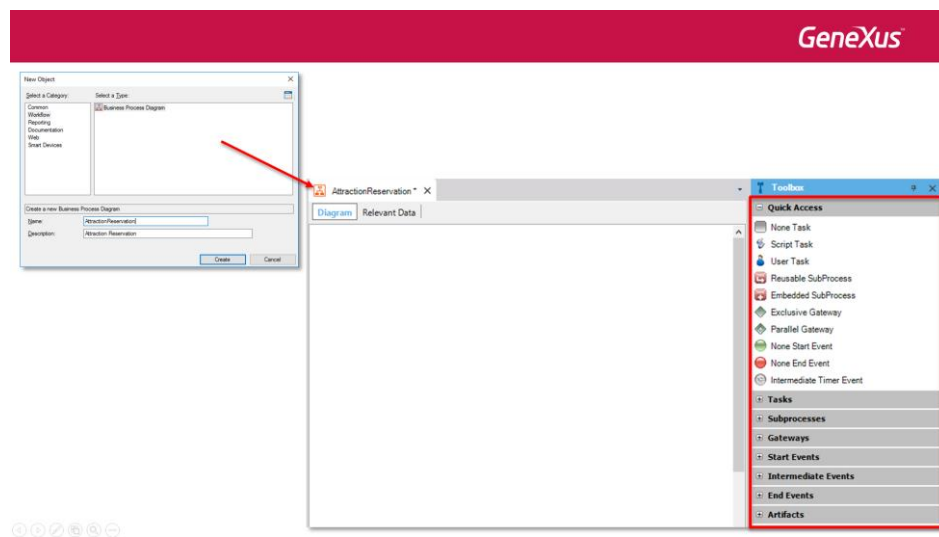 GeneXus
New Object
Select a Category:
Select a Type:
Common
Workflow
Reporting
Documentation
Web
Smart Devices
Business Process Diagram
Create a new Business Process Diagram
Name:
AttractionReservation
Description:
Attraction Reservation
Create
Cancel
AttractionReservation *
Diagram
Relevant Data
Toolbox
Quick Access
None Task
Script Task
User Task
Reusable SubProcess
Embedded SubProcess
Exclusive Gateway
Parallel Gateway
None Start Event
None End Event
Intermediate Timer Event
Tasks
Subprocesses
Gateways
Start Events
Intermediate Events
End Events
Artifacts